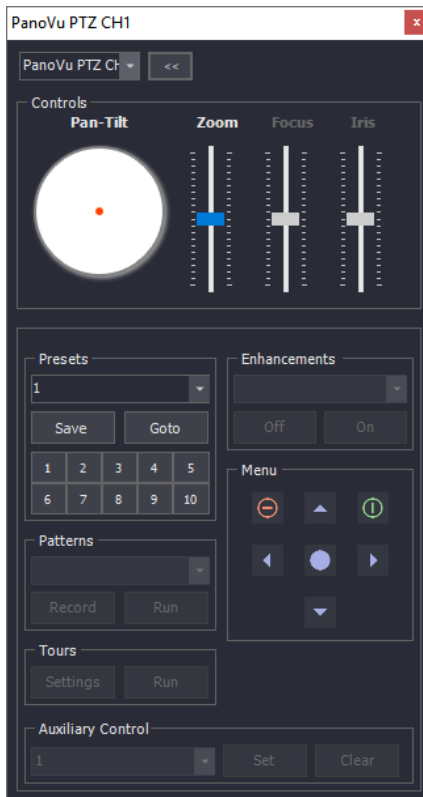 PanoVu PTZ CH1
x
PanoVu PTZ CH
<<
Controls
Pan-Tilt
Zoom
Focus
Iris
Presets
1
Save
Goto
1 2 3 4 5
6 7 8 9 10
Enhancements
Off
On
Menu
Patterns
Record
Run
Tours
Settings
Run
Auxiliary Control
1
Set
Clear